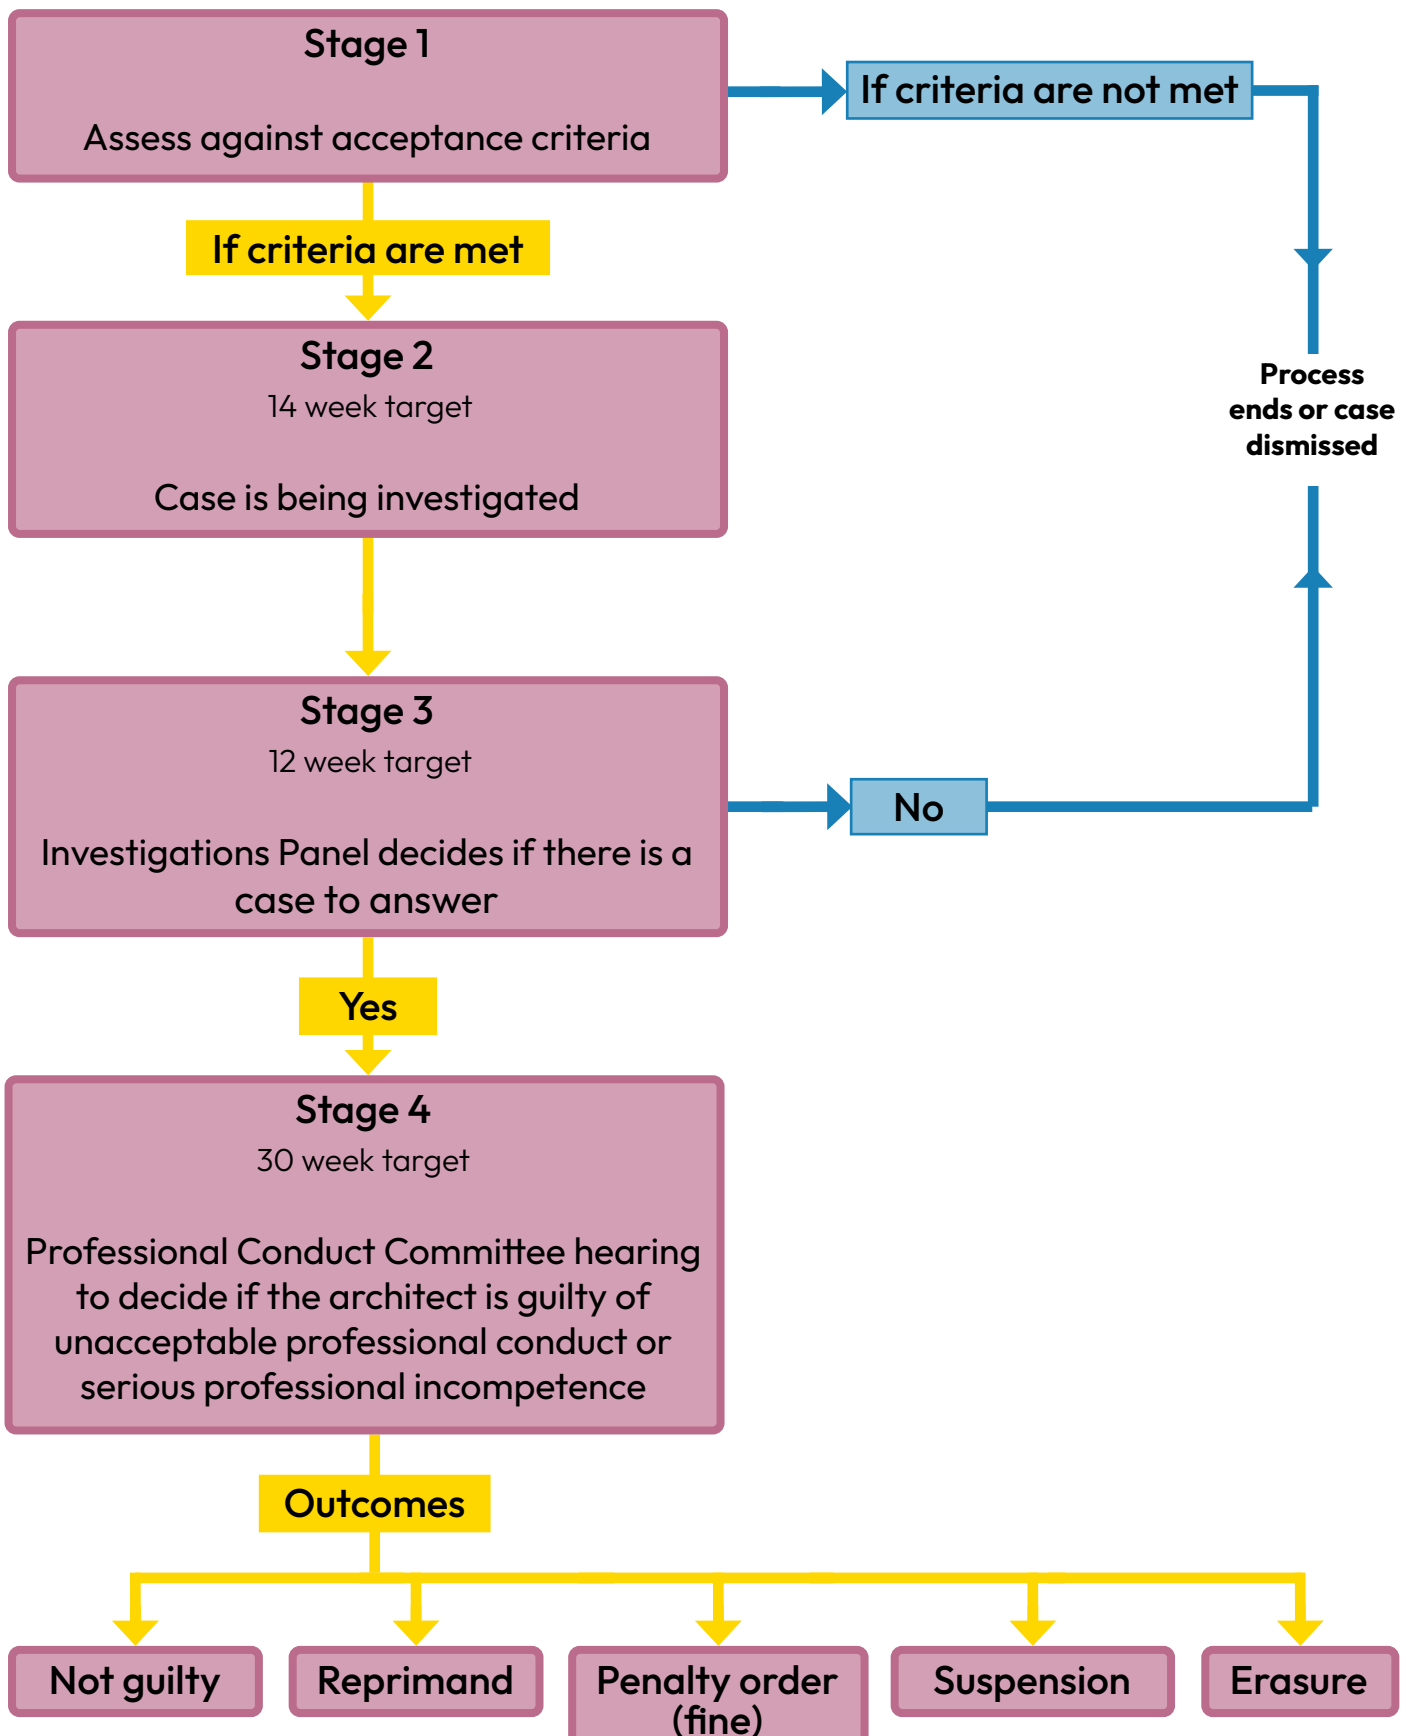 Stage 1
Assess against acceptance criteria
If criteria are not met
If criteria are met
Stage 2
14 week target
Case is being investigated
Process
ends or case
dismissed
Stage 3
12 week target
Investigations Panel decides if there is a
case to answer
No
Yes
Stage 4
30 week target
Professional Conduct Committee hearing
to decide if the architect is guilty of
unacceptable professional conduct or
serious professional incompetence
Outcomes
Not guilty
Reprimand
Penalty order
(fine)
Suspension
Erasure